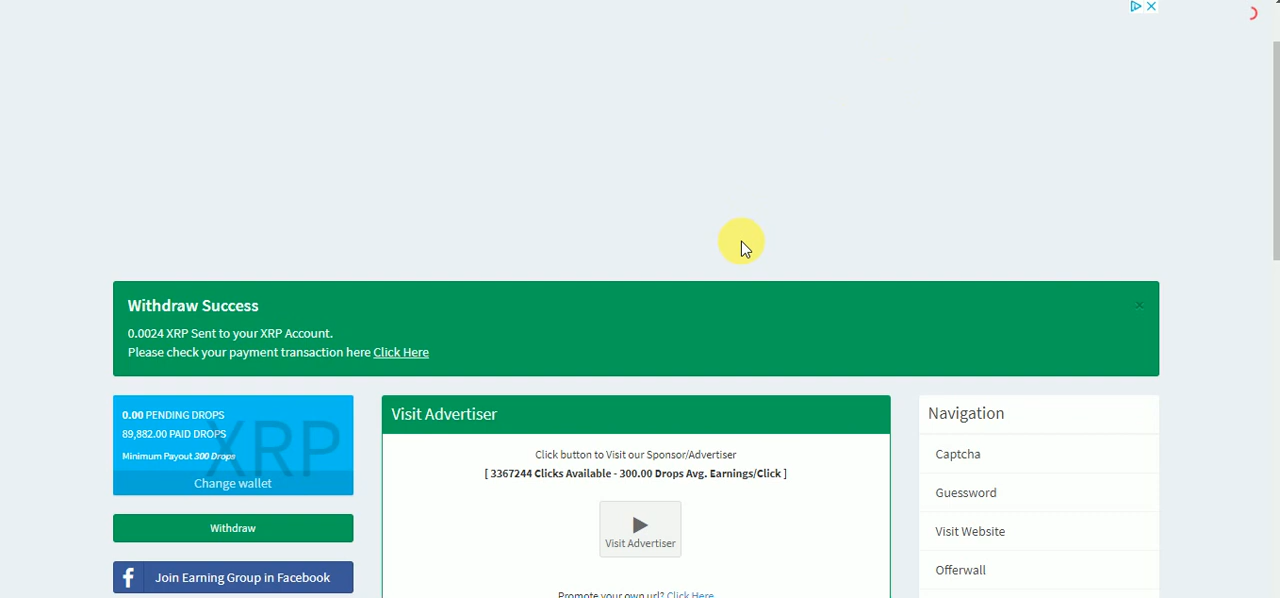 Withdraw Success
0.0024 XRP Sent to your XRP Account.
Please check your payment transaction here Click Here
0.00 PENDING DROPS
89,882.00 PAID DROPS
XRP
Minimum Payout 300 Drops
Change wallet
Withdraw
Join Earning Group in Facebook
Visit Advertiser
Click button to Visit our Sponsor/Advertiser
[ 3367244 Clicks Available - 300.00 Drops Avg. Earnings/Click ]
Visit Advertiser
Promote your own url? Click Here
Navigation
Captcha
Guessword
Visit Website
Offerwall